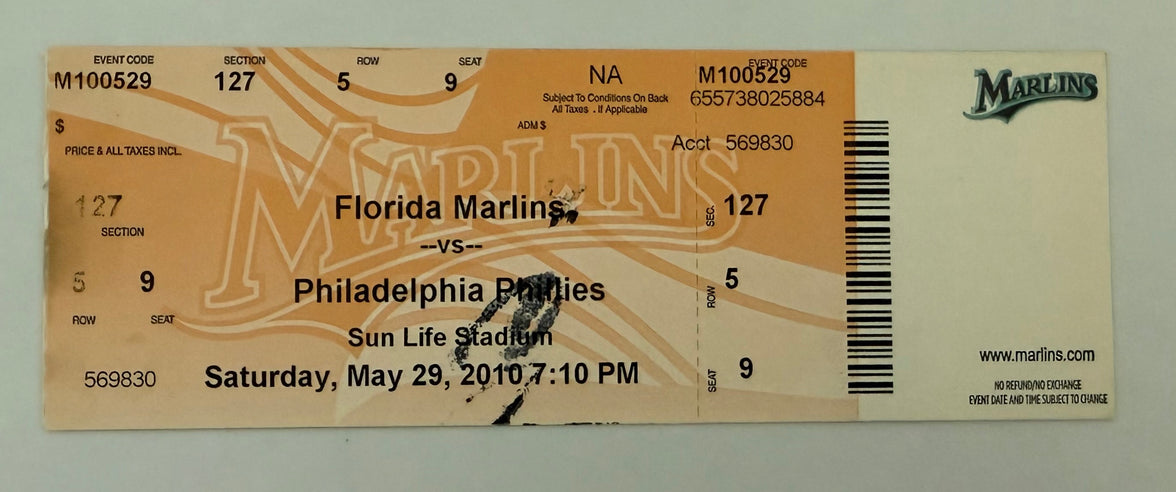 EVENT CODE SECTION ROW SEAT
M100529 127 5 9
NA
Subject To Conditions On Back
All Taxes . If Applicable
ADM $
$
PRICE & ALL TAXES INCL.
MARLINS
127
SECTION
5 9
ROW SEAT
569830
Florida Marlins
--vs--
Philadelphia Phillies
Sun Life Stadium
Saturday, May 29, 2010 7:10 PM
EVENT CODE
M100529
655738025884
Acct 569830
SEC. 127
ROW 5
SEAT 9
MARLINS
www.marlins.com
NO REFUND/NO EXCHANGE
EVENT DATE AND TIME SUBJECT TO CHANGE